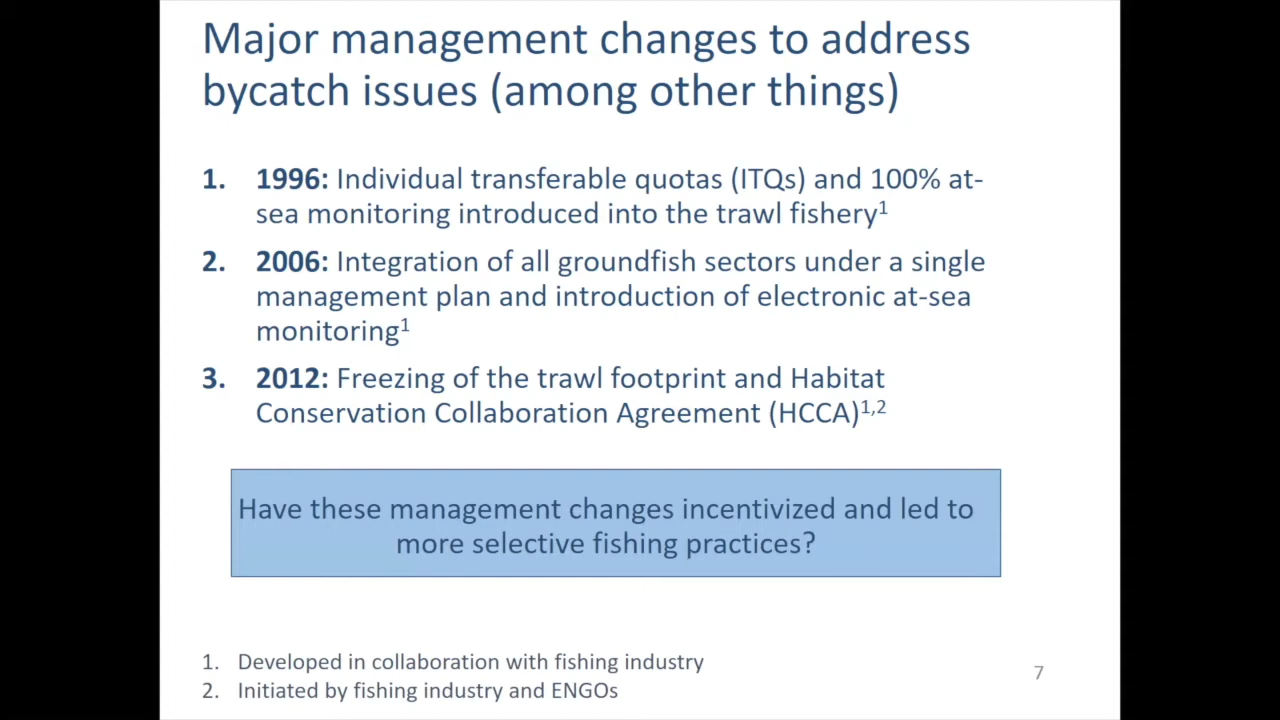 Major management changes to address
bycatch issues (among other things)
1. 1996: Individual transferable quotas (ITQs) and 100% at-
sea monitoring introduced into the trawl fishery¹
2. 2006: Integration of all groundfish sectors under a single
management plan and introduction of electronic at-sea
monitoring¹
3. 2012: Freezing of the trawl footprint and Habitat
Conservation Collaboration Agreement (HCCA)¹,²
Have these management changes incentivized and led to
more selective fishing practices?
1. Developed in collaboration with fishing industry
2. Initiated by fishing industry and ENGOs
7